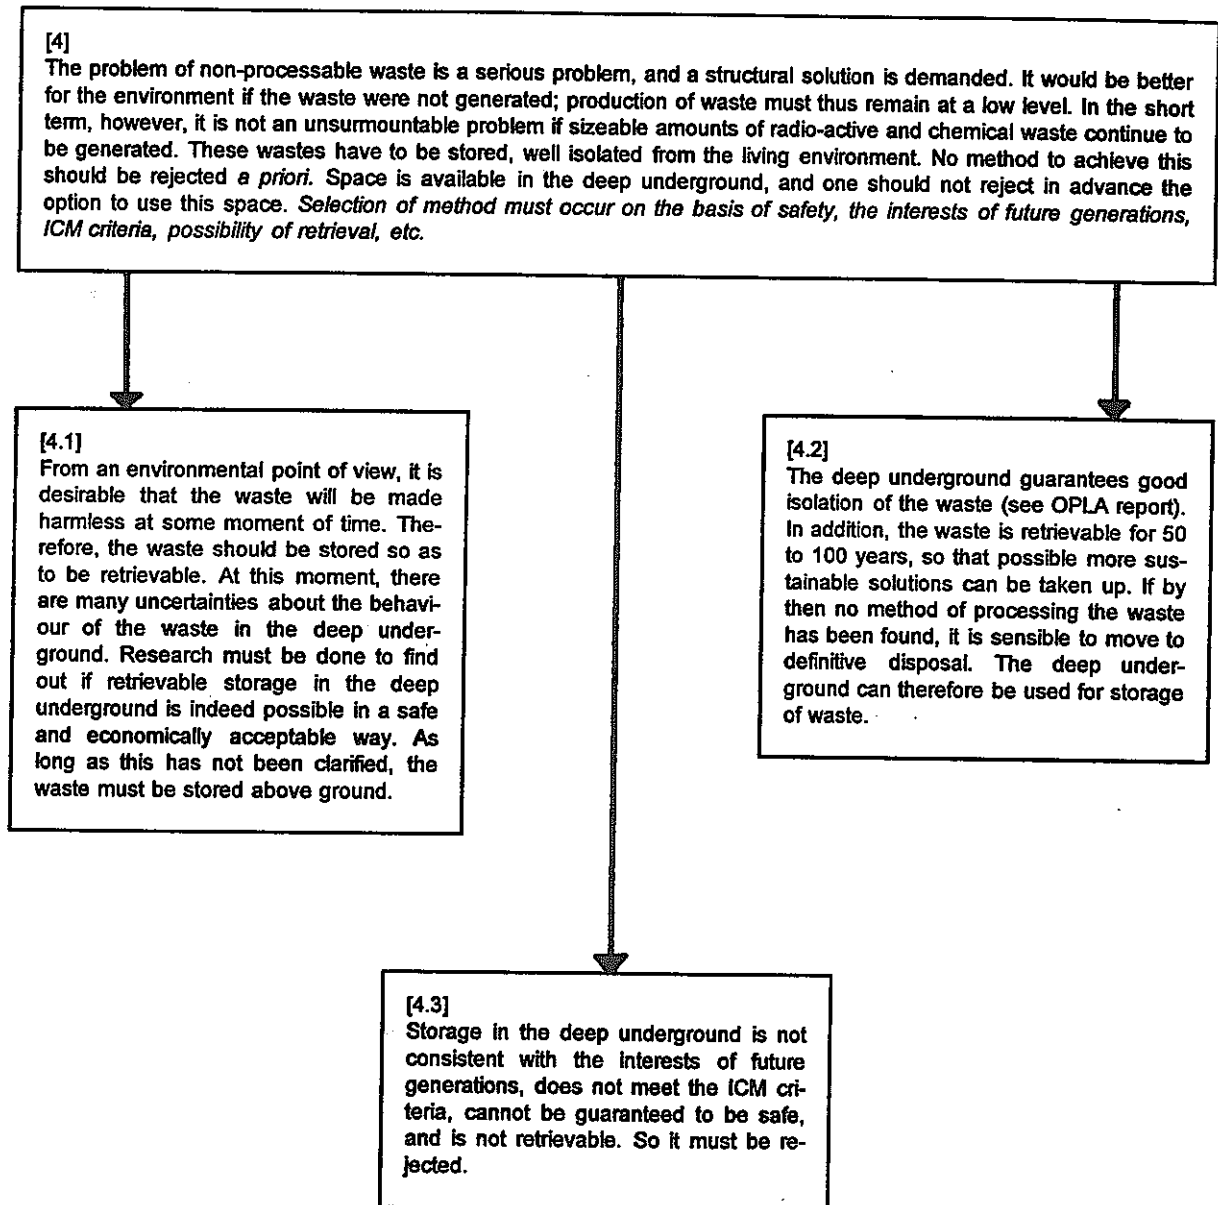 [4]
The problem of non-processable waste is a serious problem, and a structural solution is demanded. It would be better
for the environment if the waste were not generated; production of waste must thus remain at a low level. In the short
term, however, it is not an unsurmountable problem if sizeable amounts of radio-active and chemical waste continue to
be generated. These wastes have to be stored, well isolated from the living environment. No method to achieve this
should be rejected a priori. Space is available in the deep underground, and one should not reject in advance the
option to use this space. Selection of method must occur on the basis of safety, the interests of future generations,
ICM criteria, possibility of retrieval, etc.
[4.1]
From an environmental point of view, it is
desirable that the waste will be made
harmless at some moment of time. The-
refore, the waste should be stored so as
to be retrievable. At this moment, there
are many uncertainties about the behavi-
our of the waste in the deep under-
ground. Research must be done to find
out if retrievable storage in the deep
underground is indeed possible in a safe
and economically acceptable way. As
long as this has not been clarified, the
waste must be stored above ground.
[4.2]
The deep underground guarantees good
isolation of the waste (see OPLA report).
In addition, the waste is retrievable for 50
to 100 years, so that possible more sus-
tainable solutions can be taken up. If by
then no method of processing the waste
has been found, it is sensible to move to
definitive disposal. The deep under-
ground can therefore be used for storage
of waste.
[4.3]
Storage in the deep underground is not
consistent with the interests of future
generations, does not meet the ICM cri-
teria, cannot be guaranteed to be safe,
and is not retrievable. So it must be re-
jected.